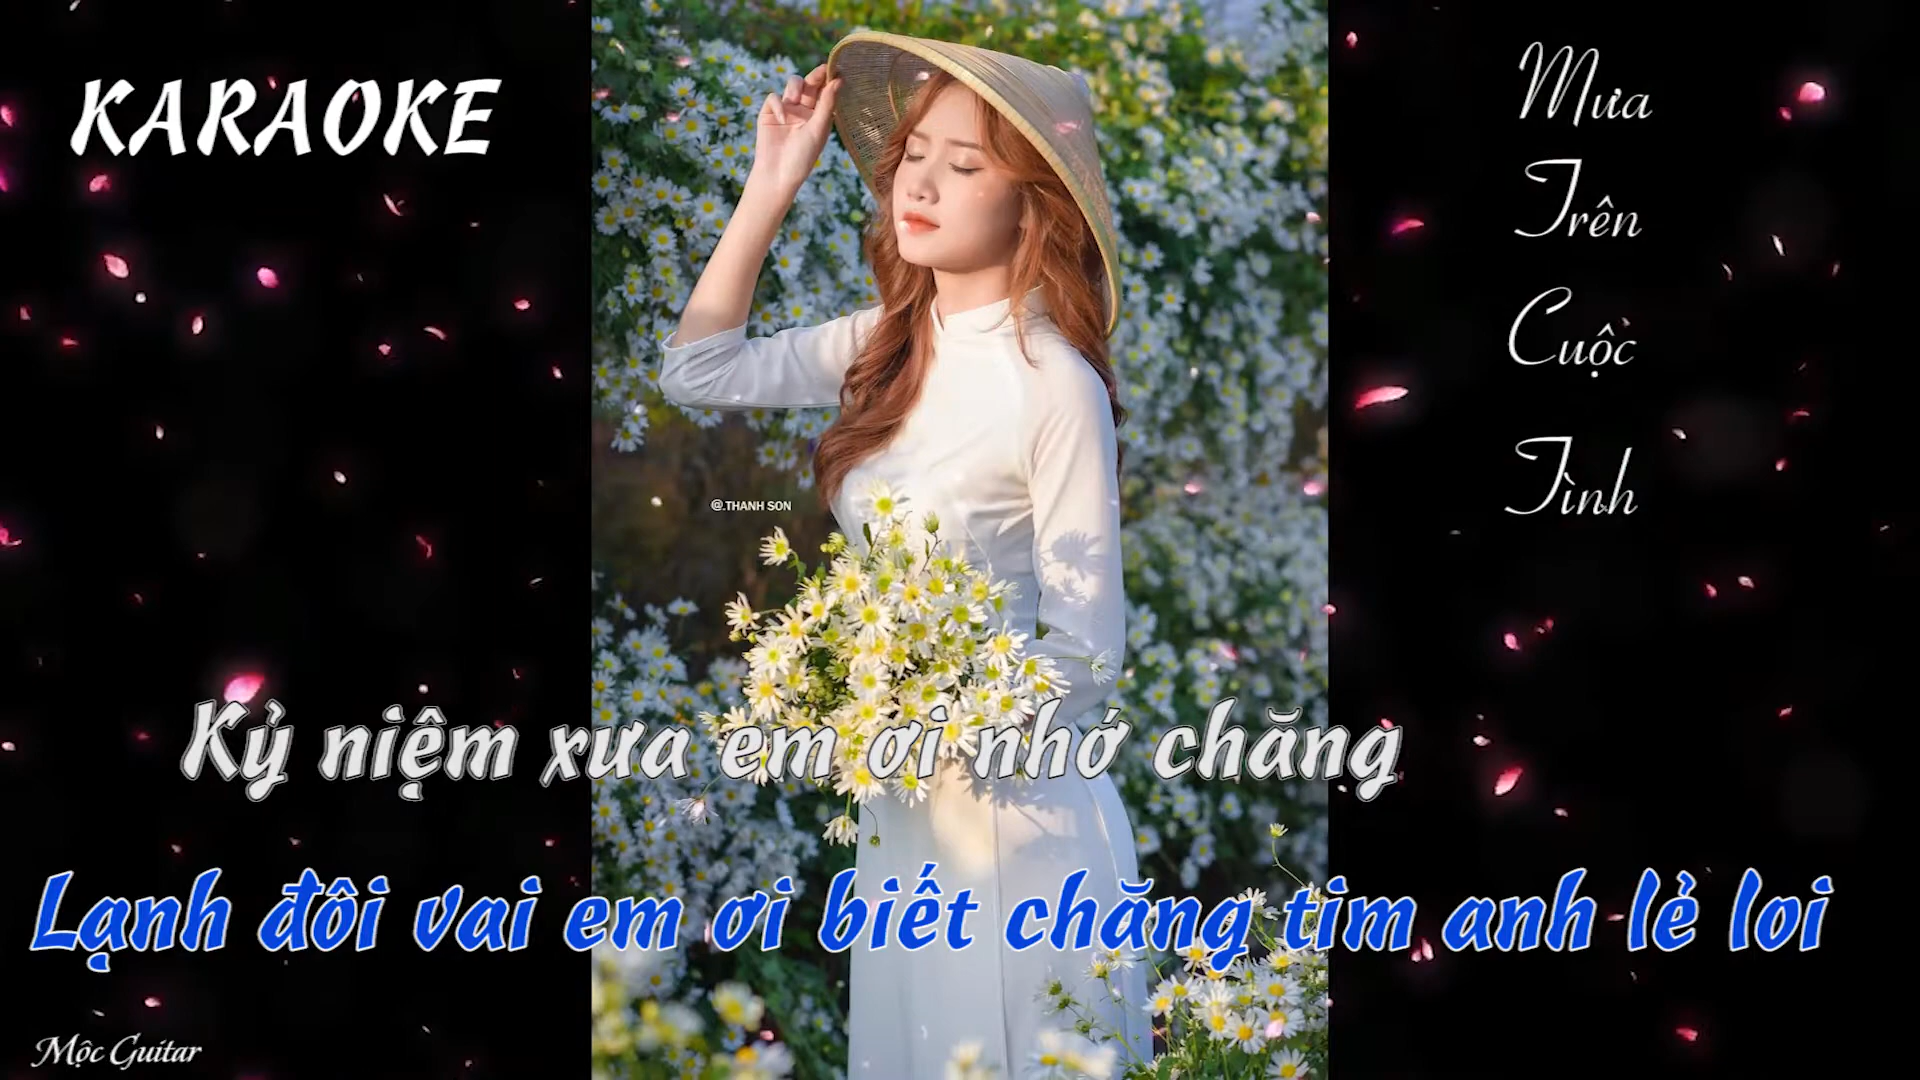 KARAOKE
Mưa
Trên
Cuộc
Tình
@.THANH SON
Kỷ niệm xưa em ơi nhớ chăng
Lạnh đôi vai em ơi biết chăng tim anh lẻ loi
Mộc Guitar